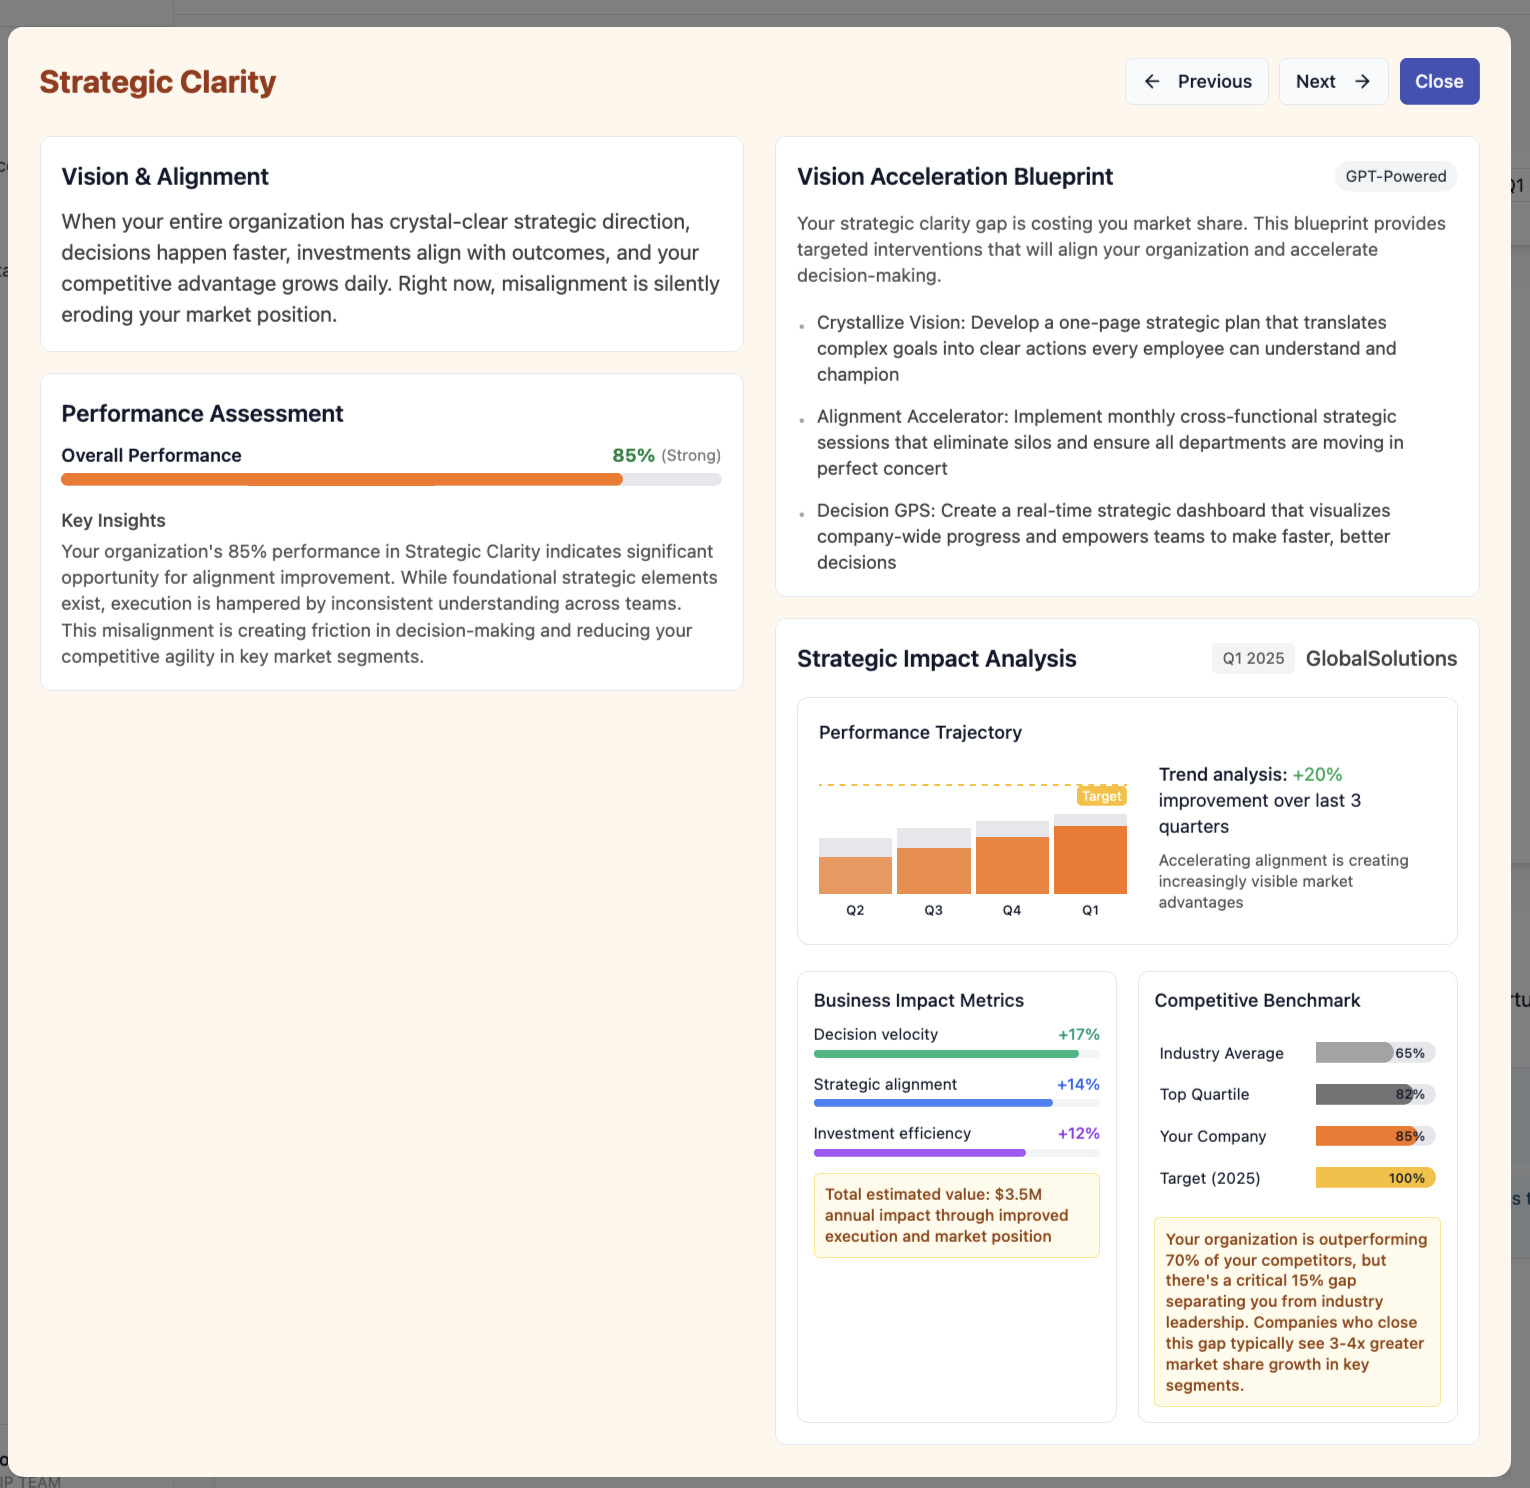 Strategic Clarity
Previous
Next
Close
Vision & Alignment
When your entire organization has crystal-clear strategic direction,
decisions happen faster, investments align with outcomes, and your
competitive advantage grows daily. Right now, misalignment is silently
eroding your market position.
Performance Assessment
Overall Performance
85% (Strong)
Key Insights
Your organization's 85% performance in Strategic Clarity indicates significant
opportunity for alignment improvement. While foundational strategic elements
exist, execution is hampered by inconsistent understanding across teams.
This misalignment is creating friction in decision-making and reducing your
competitive agility in key market segments.
Vision Acceleration Blueprint
GPT-Powered
Your strategic clarity gap is costing you market share. This blueprint provides
targeted interventions that will align your organization and accelerate
decision-making.
Crystallize Vision: Develop a one-page strategic plan that translates
complex goals into clear actions every employee can understand and
champion
Alignment Accelerator: Implement monthly cross-functional strategic
sessions that eliminate silos and ensure all departments are moving in
perfect concert
Decision GPS: Create a real-time strategic dashboard that visualizes
company-wide progress and empowers teams to make faster, better
decisions
Strategic Impact Analysis
Q1 2025
GlobalSolutions
Performance Trajectory
Target
Q2
Q3
Q4
Q1
Trend analysis: +20%
improvement over last 3
quarters
Accelerating alignment is creating
increasingly visible market
advantages
Business Impact Metrics
Decision velocity
+17%
Strategic alignment
+14%
Investment efficiency
+12%
Total estimated value: $3.5M
annual impact through improved
execution and market position
Competitive Benchmark
Industry Average
65%
Top Quartile
82%
Your Company
85%
Target (2025)
100%
Your organization is outperforming
70% of your competitors, but
there's a critical 15% gap
separating you from industry
leadership. Companies who close
this gap typically see 3-4x greater
market share growth in key
segments.
TEAM